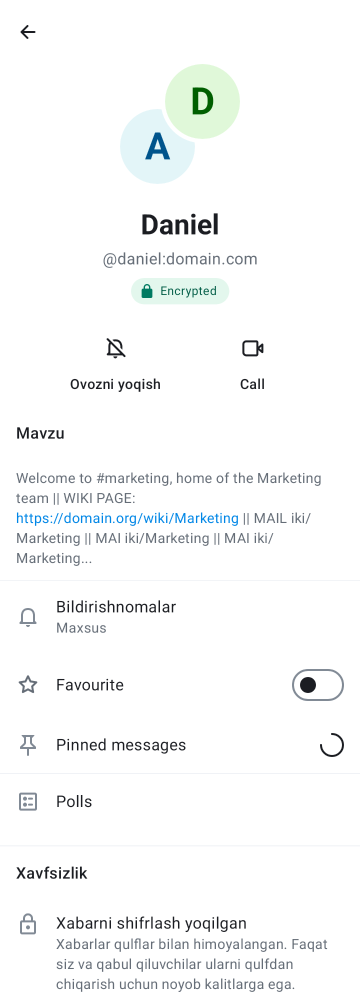 D
A
Daniel
@daniel:domain.com
Encrypted
Ovozni yoqish
Call
Mavzu
Welcome to #marketing, home of the Marketing
team || WIKI PAGE:
https://domain.org/wiki/Marketing || MAIL iki/
Marketing || MAI iki/Marketing || MAI iki/
Marketing...
Bildirishnomalar
Maxsus
Favourite
Pinned messages
Polls
Xavfsizlik
Xabarni shifrlash yoqilgan
Xabarlar qulflar bilan himoyalangan. Faqat
siz va qabul qiluvchilar ularni qulfdan
chiqarish uchun noyob kalitlarga ega.